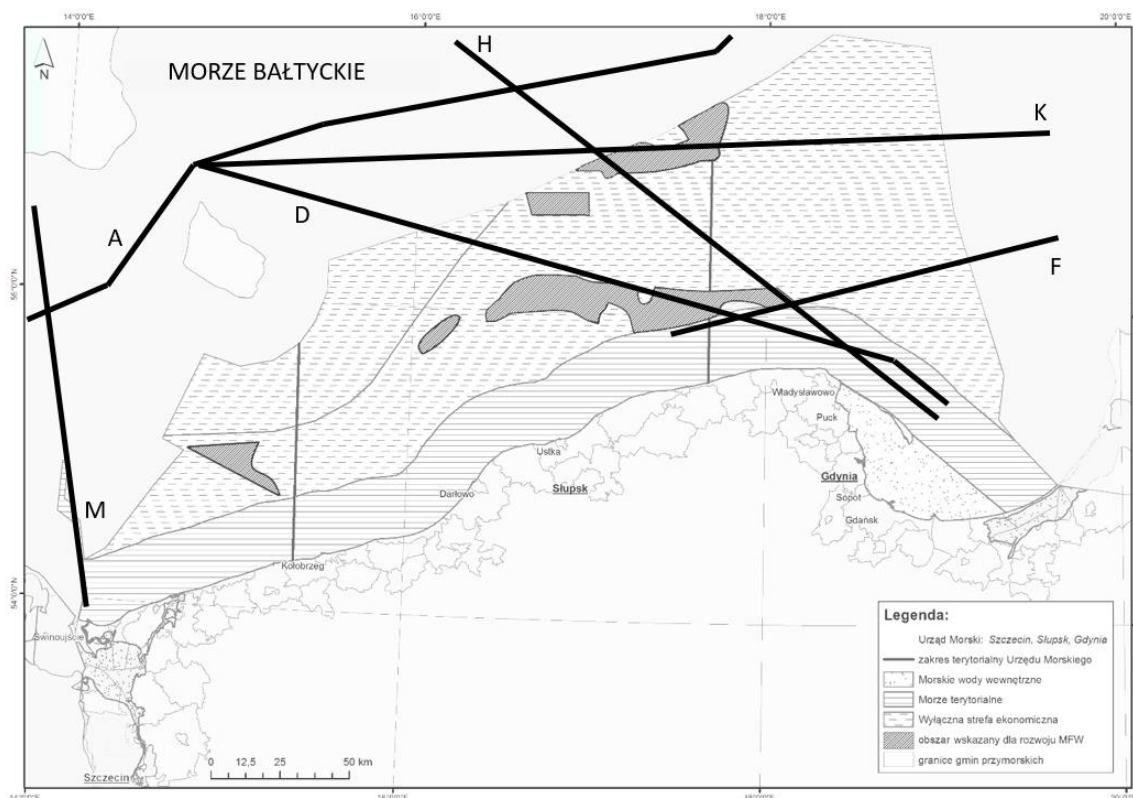 14°0'0"E 16°0'0"E 18°0'0"E 20°0'0"E
N
MORZE BAŁTYCKIE
H
K
D
A
F
55°0'0"N
M
54°0'0"N
Władysławowo
Puck
Ustka
Gdynia
Darłowo
Słupsk
Sopot
Gdańsk
Kołobrzeg
Świnoujście
Szczecin
0 12,5 25 50 km
Legenda:
Urząd Morski: Szczecin, Słupsk, Gdynia
zakres terytorialny Urzędu Morskiego
Morskie wody wewnętrzne
Morze terytorialne
Wyłączna strefa ekonomiczna
obszar wskazany dla rozwoju MFW
granice gmin przymorskich